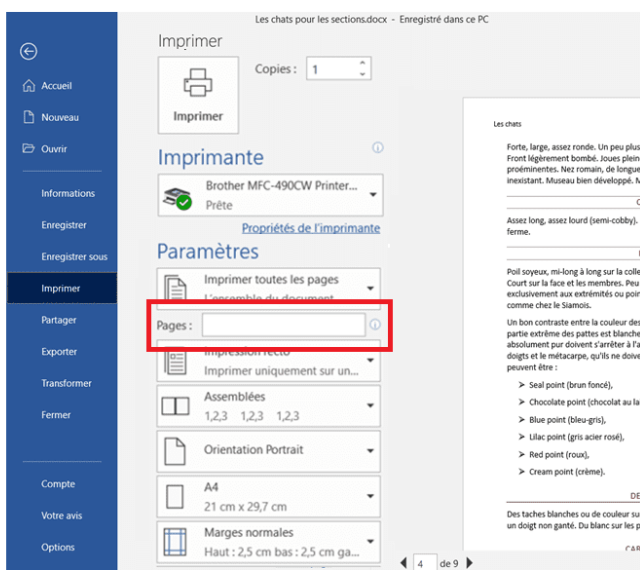 Les chats pour les sections.docx - Enregistré dans ce PC
Accueil
Nouveau
Ouvrir
Informations
Enregistrer
Enregistrer sous
Imprimer
Partager
Exporter
Transformer
Fermer
Compte
Votre avis
Options
Imprimer
Copies : 1
Imprimer
Imprimante
Brother MFC-490CW Printer...
Prête
Propriétés de l'imprimante
Paramètres
Imprimer toutes les pages
L'ensemble du document
Pages :
Impression recto
Imprimer uniquement sur un...
Assemblées
1,2,3 1,2,3 1,2,3
Orientation Portrait
A4
21 cm x 29,7 cm
Marges normales
Haut : 2,5 cm bas : 2,5 cm ga...
Les chats
Forte, large, assez ronde. Un peu plus
Front légèrement bombé. Joues plein
proéminentes. Nez romain, de longue
inexistant. Museau bien développé. M
C
Assez long, assez lourd (semi-cobby).
ferme.
Poil soyeux, mi-long à long sur la colle
Court sur la face et les membres. Peu
exclusivement aux extrémités ou poin
comme chez le Siamois.
Un bon contraste entre la couleur des
partie extrême des pattes est blanche
absolument pur doivent s'arrêter à l'a
doigts et le métacarpe, qu'ils ne doive
peuvent être :
➤ Seal point (brun foncé),
➤ Chocolate point (chocolat au la
➤ Blue point (bleu-gris),
➤ Lilac point (gris acier rosé),
➤ Red point (roux),
➤ Cream point (crème).
DE
Des taches blanches ou de couleur su
un doigt non ganté. Du blanc sur les p
CAR
4 de 9